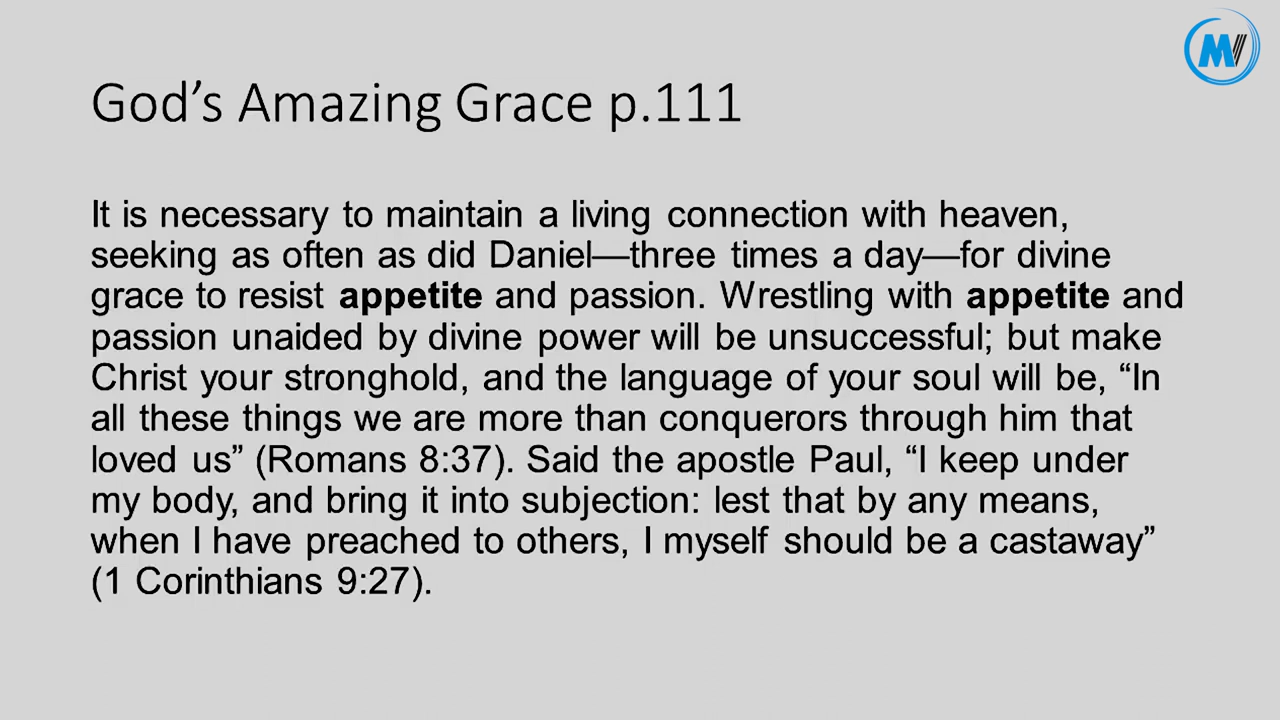 God’s Amazing Grace p.111
It is necessary to maintain a living connection with heaven,
seeking as often as did Daniel—three times a day—for divine
grace to resist appetite and passion. Wrestling with appetite and
passion unaided by divine power will be unsuccessful; but make
Christ your stronghold, and the language of your soul will be, “In
all these things we are more than conquerors through him that
loved us” (Romans 8:37). Said the apostle Paul, “I keep under
my body, and bring it into subjection: lest that by any means,
when I have preached to others, I myself should be a castaway”
(1 Corinthians 9:27).
MV